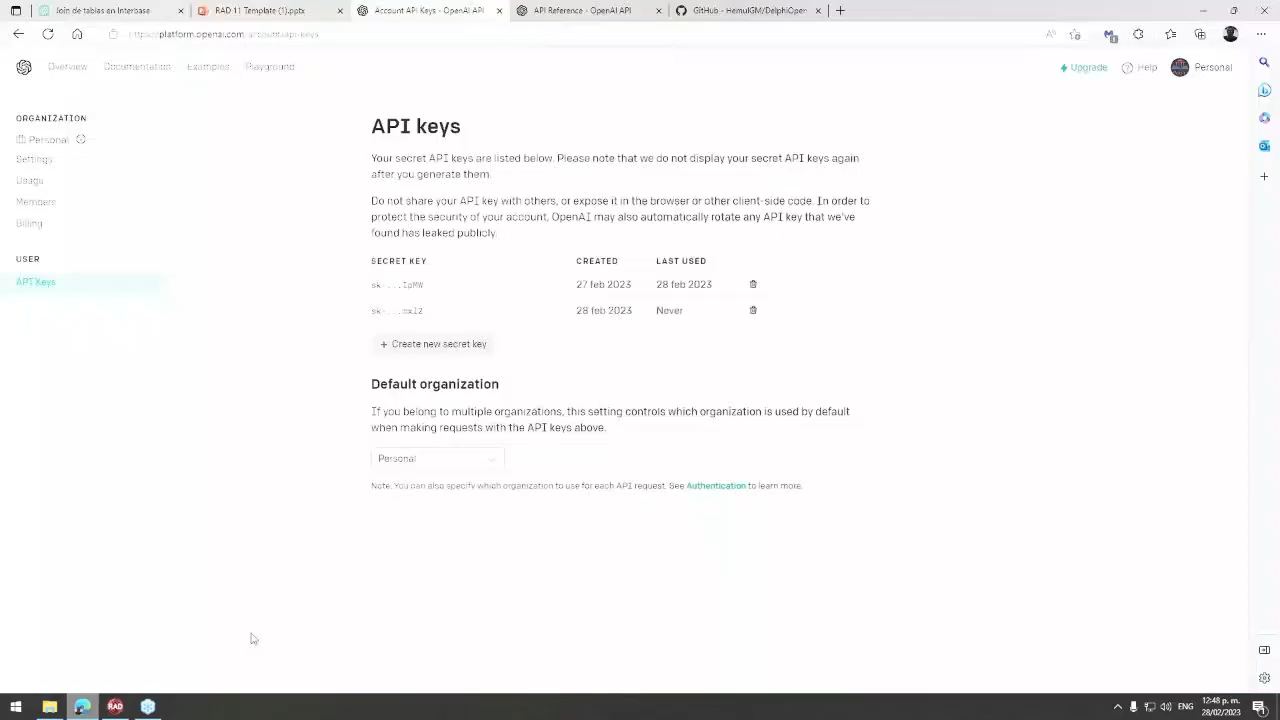 Join de tablas en Interbase
RAD 11 Template (1).pptx
Account API Keys - OpenAI API
API Reference - OpenAI API
GitHub - HemulGM/DelphiOpen
https://platform.openai.com/account/api-keys
Overview Documentation Examples Playground
Upgrade Help Personal
ORGANIZATION
Personal
Settings
Usage
Members
Billing
USER
API Keys
API keys
Your secret API keys are listed below. Please note that we do not display your secret API keys again
after you generate them.
Do not share your API key with others, or expose it in the browser or other client-side code. In order to
protect the security of your account, OpenAI may also automatically rotate any API key that we've
found has leaked publicly.
SECRET KEY CREATED LAST USED
sk-...IpMW 27 feb 2023 28 feb 2023
sk-...mxlZ 28 feb 2023 Never
+ Create new secret key
Default organization
If you belong to multiple organizations, this setting controls which organization is used by default
when making requests with the API keys above.
Personal
Note: You can also specify which organization to use for each API request. See Authentication to learn more.
RAD
ENG
12:48 p. m.
28/02/2023